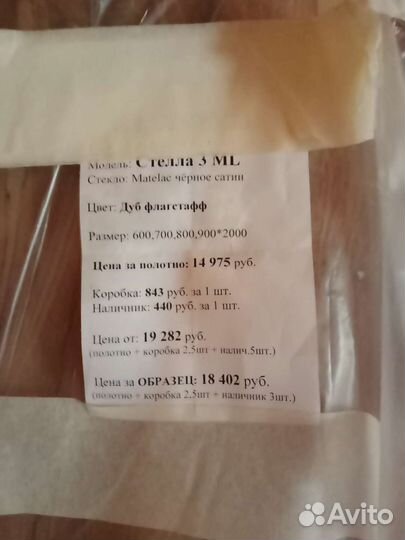 Модель: Стелла 3 ML
Стекло: Matelac чёрное сатин
Цвет: Дуб флагстафф
Размер: 600,700,800,900*2000
Цена за полотно: 14 975 руб.
Коробка: 843 руб. за 1 шт.
Наличник: 440 руб. за 1 шт.
Цена от: 19 282 руб.
(полотно + коробка 2,5шт + налич.5шт.)
Цена за ОБРАЗЕЦ: 18 402 руб.
(полотно + коробка 2,5шт + наличник 3шт.)
Avito